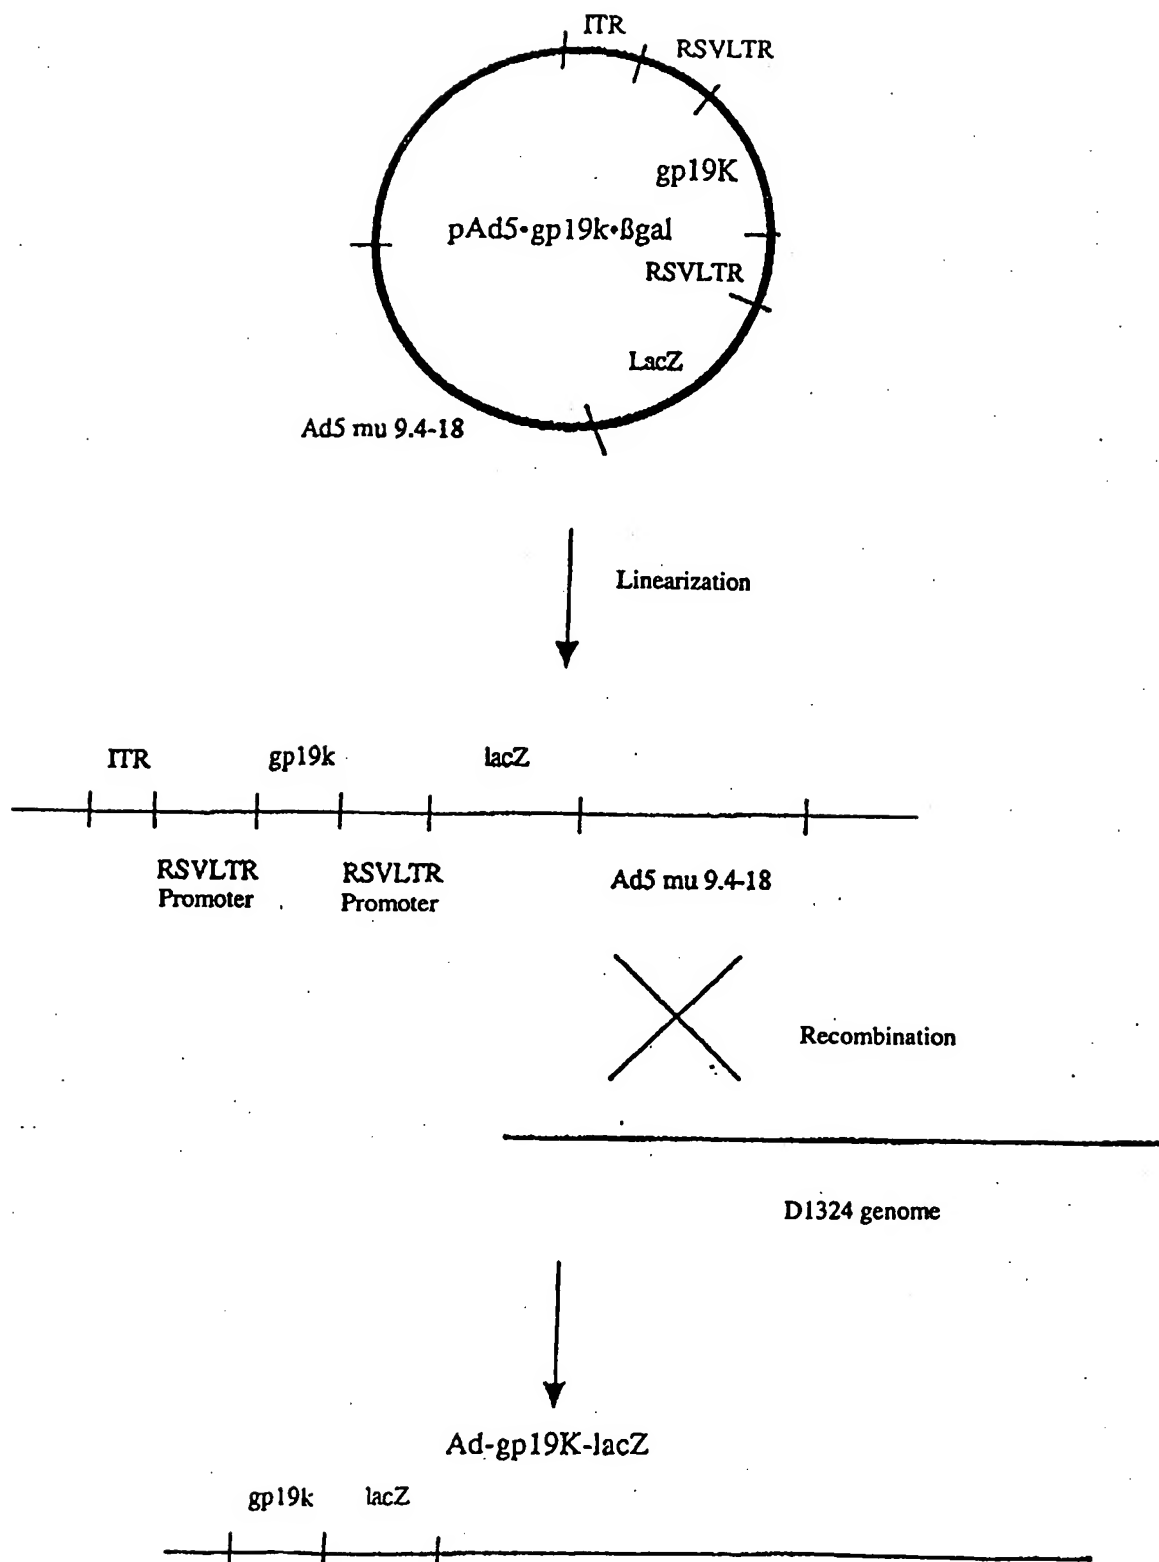 ITR
RSVLTR
gp19K
pAd5•gp19k•ßgal
RSVLTR
LacZ
Ad5 mu 9.4-18
Linearization
ITR gp19k lacZ
RSVLTR
Promoter
RSVLTR
Promoter
Ad5 mu 9.4-18
Recombination
D1324 genome
Ad-gp19K-lacZ
gp19k lacZ